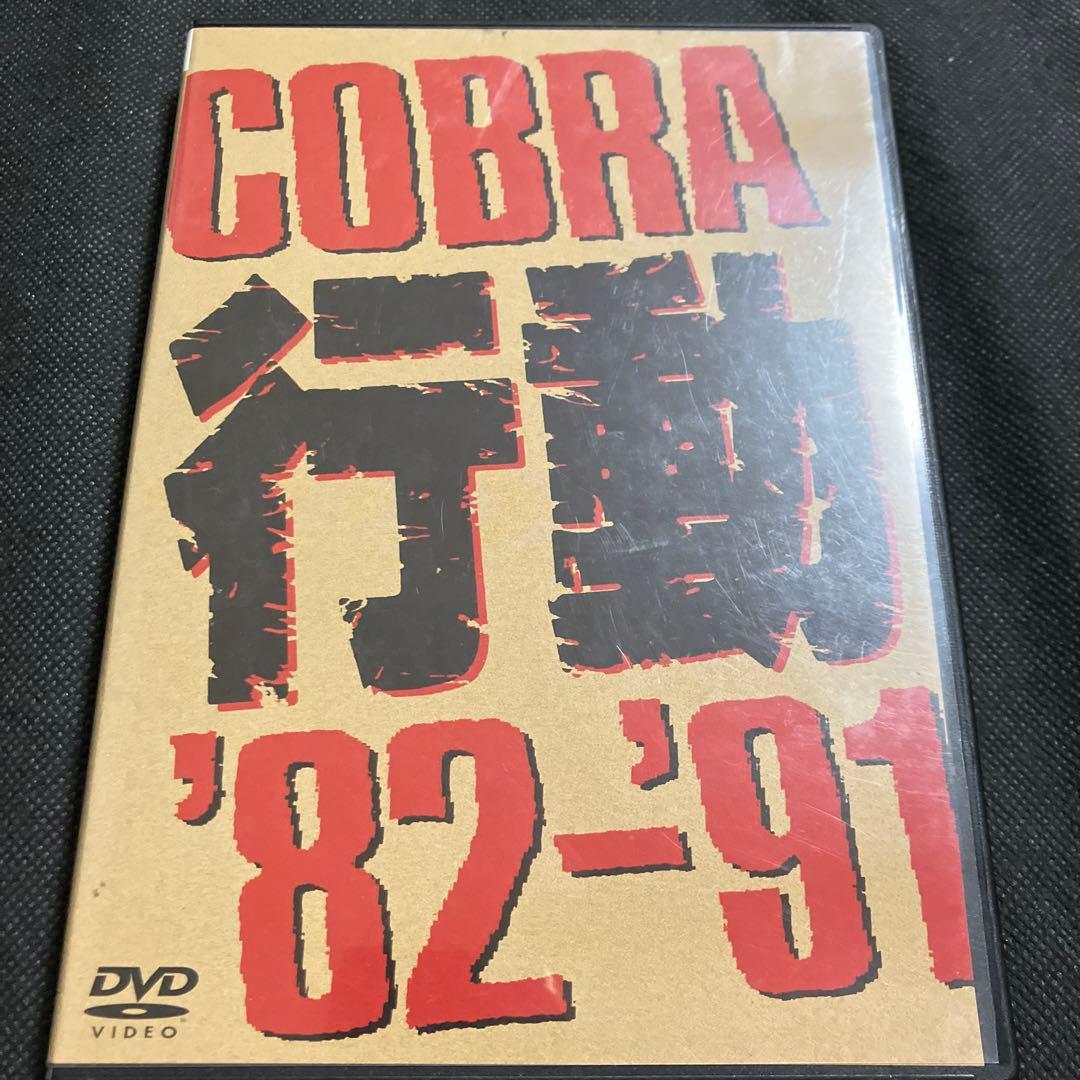 COBRA
行動
'82-'91
DVD
VIDEO